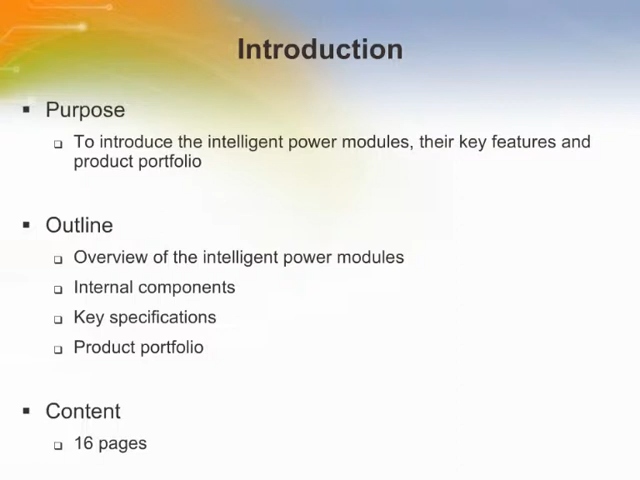 Introduction
▪ Purpose
❑ To introduce the intelligent power modules, their key features and
product portfolio
▪ Outline
❑ Overview of the intelligent power modules
❑ Internal components
❑ Key specifications
❑ Product portfolio
▪ Content
❑ 16 pages